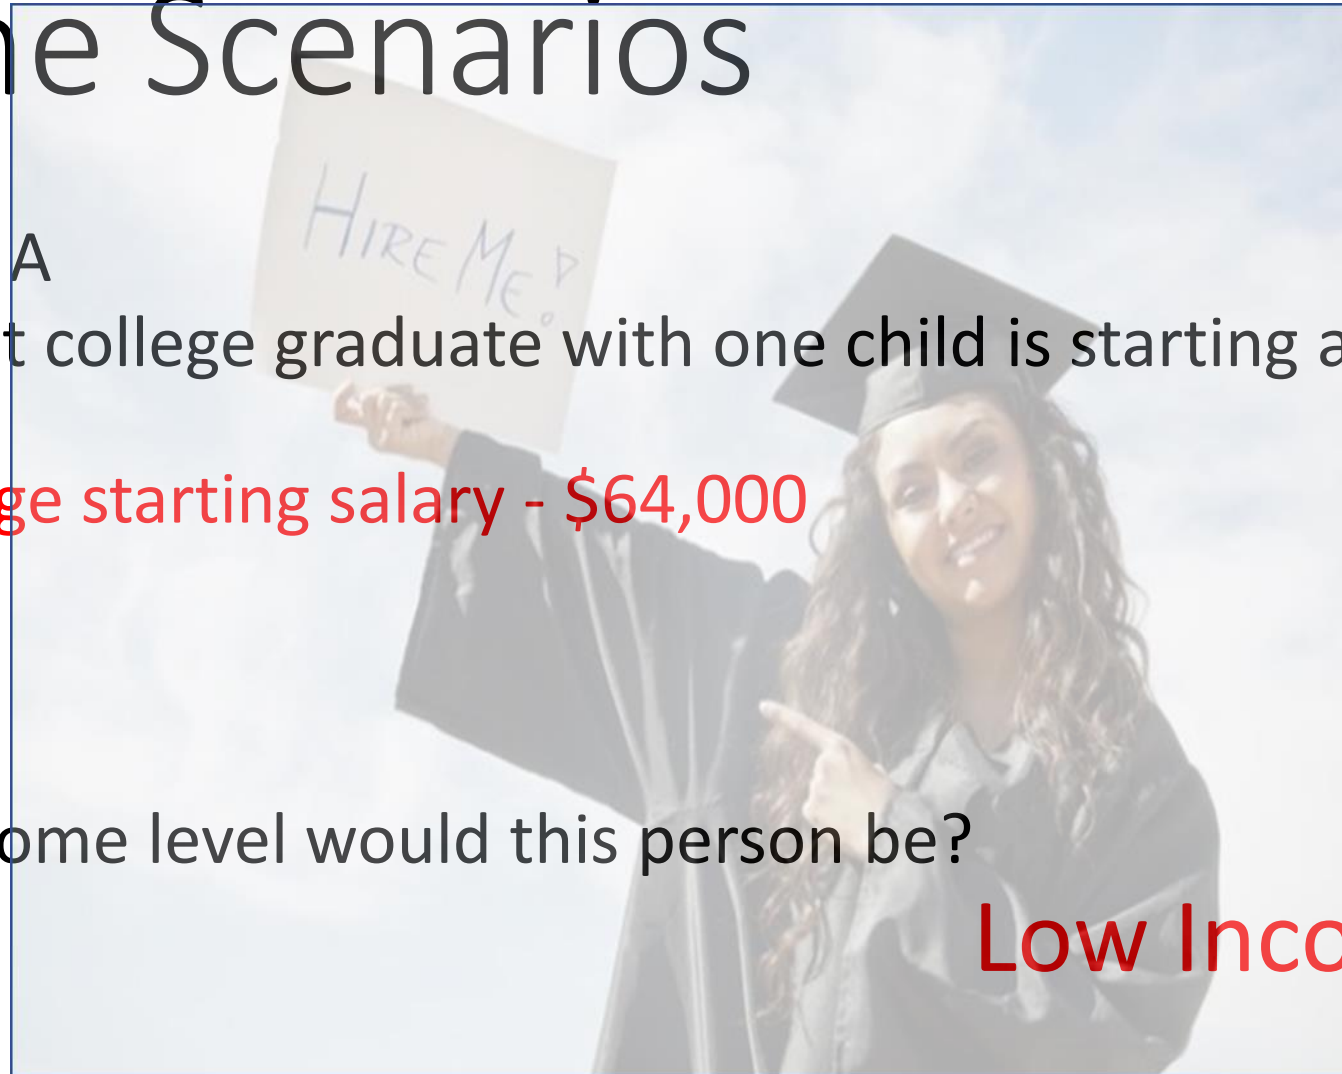 ne Scenarios
HIRE ME!
A
t college graduate with one child is starting a
ge starting salary - $64,000
ome level would this person be?
Low Inco